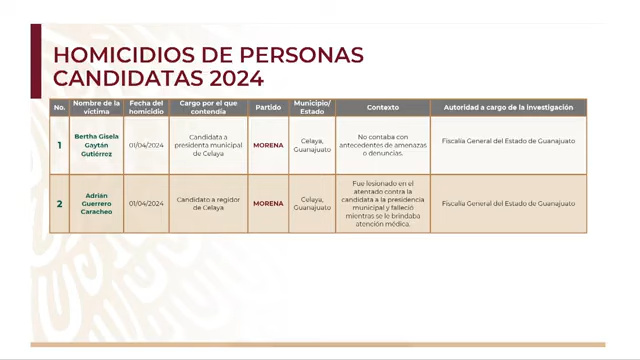 HOMICIDIOS DE PERSONAS
CANDIDATAS 2024
No.
Nombre de la
víctima
Fecha del
homicidio
Cargo por el que
contendía
Partido
Municipio/
Estado
Contexto
Autoridad a cargo de la investigación
1
Bertha Gisela
Gaytán
Gutiérrez
01/04/2024
Candidata a
presidenta municipal
de Celaya
MORENA
Celaya,
Guanajuato
No contaba con
antecedentes de amenazas
o denuncias.
Fiscalía General del Estado de Guanajuato
2
Adrián
Guerrero
Caracheo
01/04/2024
Candidato a regidor
de Celaya
MORENA
Celaya,
Guanajuato
Fue lesionado en el
atentado contra la
candidata a la presidencia
municipal y falleció
mientras se le brindaba
atención médica.
Fiscalía General del Estado de Guanajuato